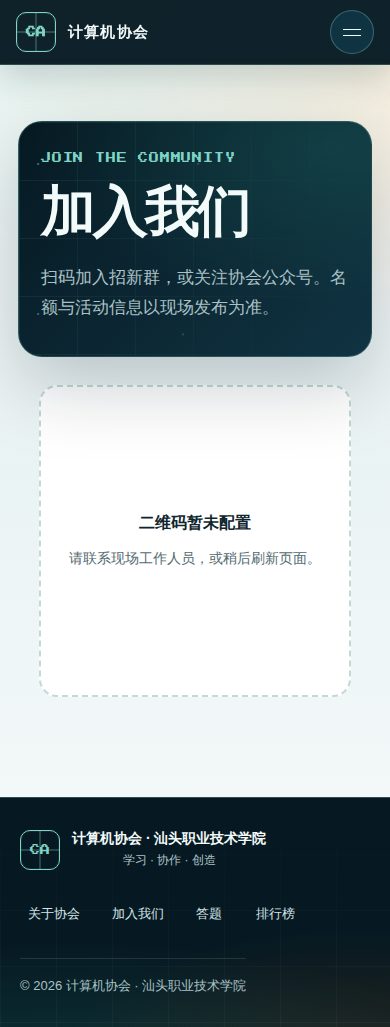 CA 计算机协会
JOIN THE COMMUNITY
加入我们
扫码加入招新群，或关注协会公众号。名
额与活动信息以现场发布为准。
二维码暂未配置
请联系现场工作人员，或稍后刷新页面。
CA 计算机协会 · 汕头职业技术学院
学习 · 协作 · 创造
关于协会 加入我们 答题 排行榜
© 2026 计算机协会 · 汕头职业技术学院